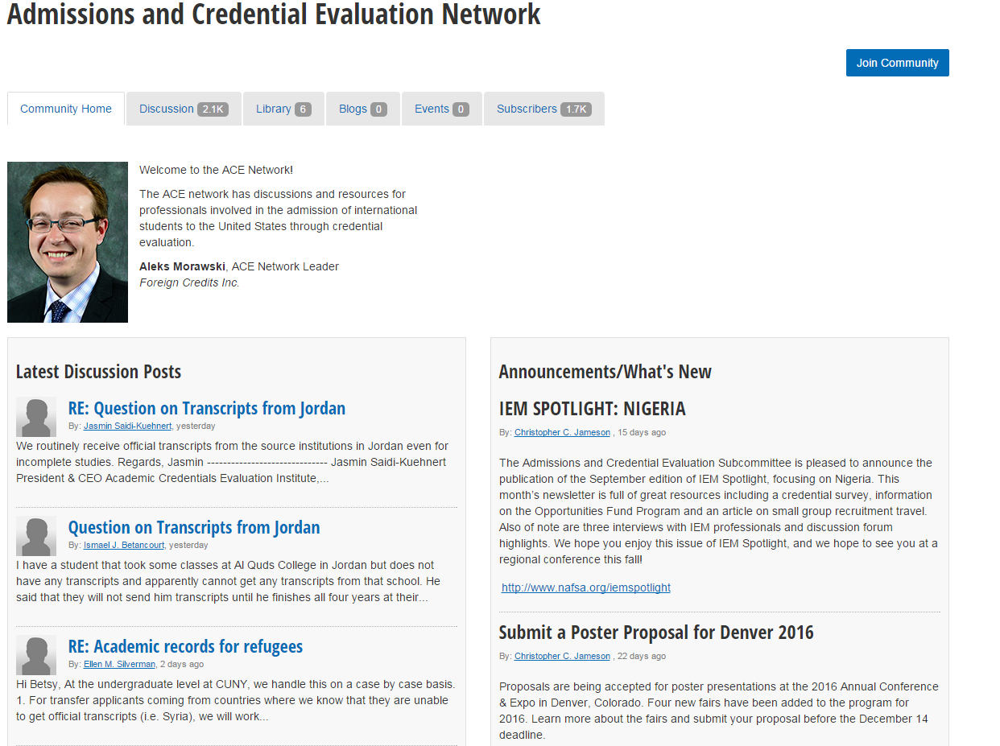 Admissions and Credential Evaluation Network
Join Community
Community Home
Discussion 2.1K
Library 6
Blogs 0
Events 0
Subscribers 1.7K
Welcome to the ACE Network!
The ACE network has discussions and resources for
professionals involved in the admission of international
students to the United States through credential
evaluation.
Aleks Morawski, ACE Network Leader
Foreign Credits Inc.
Latest Discussion Posts
RE: Question on Transcripts from Jordan
By: Jasmin Saidi-Kuehnert, yesterday
We routinely receive official transcripts from the source institutions in Jordan even for
incomplete studies. Regards, Jasmin ------------------------------ Jasmin Saidi-Kuehnert
President & CEO Academic Credentials Evaluation Institute,...
Question on Transcripts from Jordan
By: Ismael J. Betancourt, yesterday
I have a student that took some classes at Al Quds College in Jordan but does not
have any transcripts and apparently cannot get any transcripts from that school. He
said that they will not send him transcripts until he finishes all four years at their...
RE: Academic records for refugees
By: Ellen M. Silverman, 2 days ago
Hi Betsy, At the undergraduate level at CUNY, we handle this on a case by case basis.
1. For transfer applicants coming from countries where we know that they are unable
to get official transcripts (i.e. Syria), we will work...
Announcements/What's New
IEM SPOTLIGHT: NIGERIA
By: Christopher C. Jameson , 15 days ago
The Admissions and Credential Evaluation Subcommittee is pleased to announce the
publication of the September edition of IEM Spotlight, focusing on Nigeria. This
month's newsletter is full of great resources including a credential survey, information
on the Opportunities Fund Program and an article on small group recruitment travel.
Also of note are three interviews with IEM professionals and discussion forum
highlights. We hope you enjoy this issue of IEM Spotlight, and we hope to see you at a
regional conference this fall!
http://www.nafsa.org/iemspotlight
Submit a Poster Proposal for Denver 2016
By: Christopher C. Jameson , 22 days ago
Proposals are being accepted for poster presentations at the 2016 Annual Conference
& Expo in Denver, Colorado. Four new fairs have been added to the program for
2016. Learn more about the fairs and submit your proposal before the December 14
deadline.